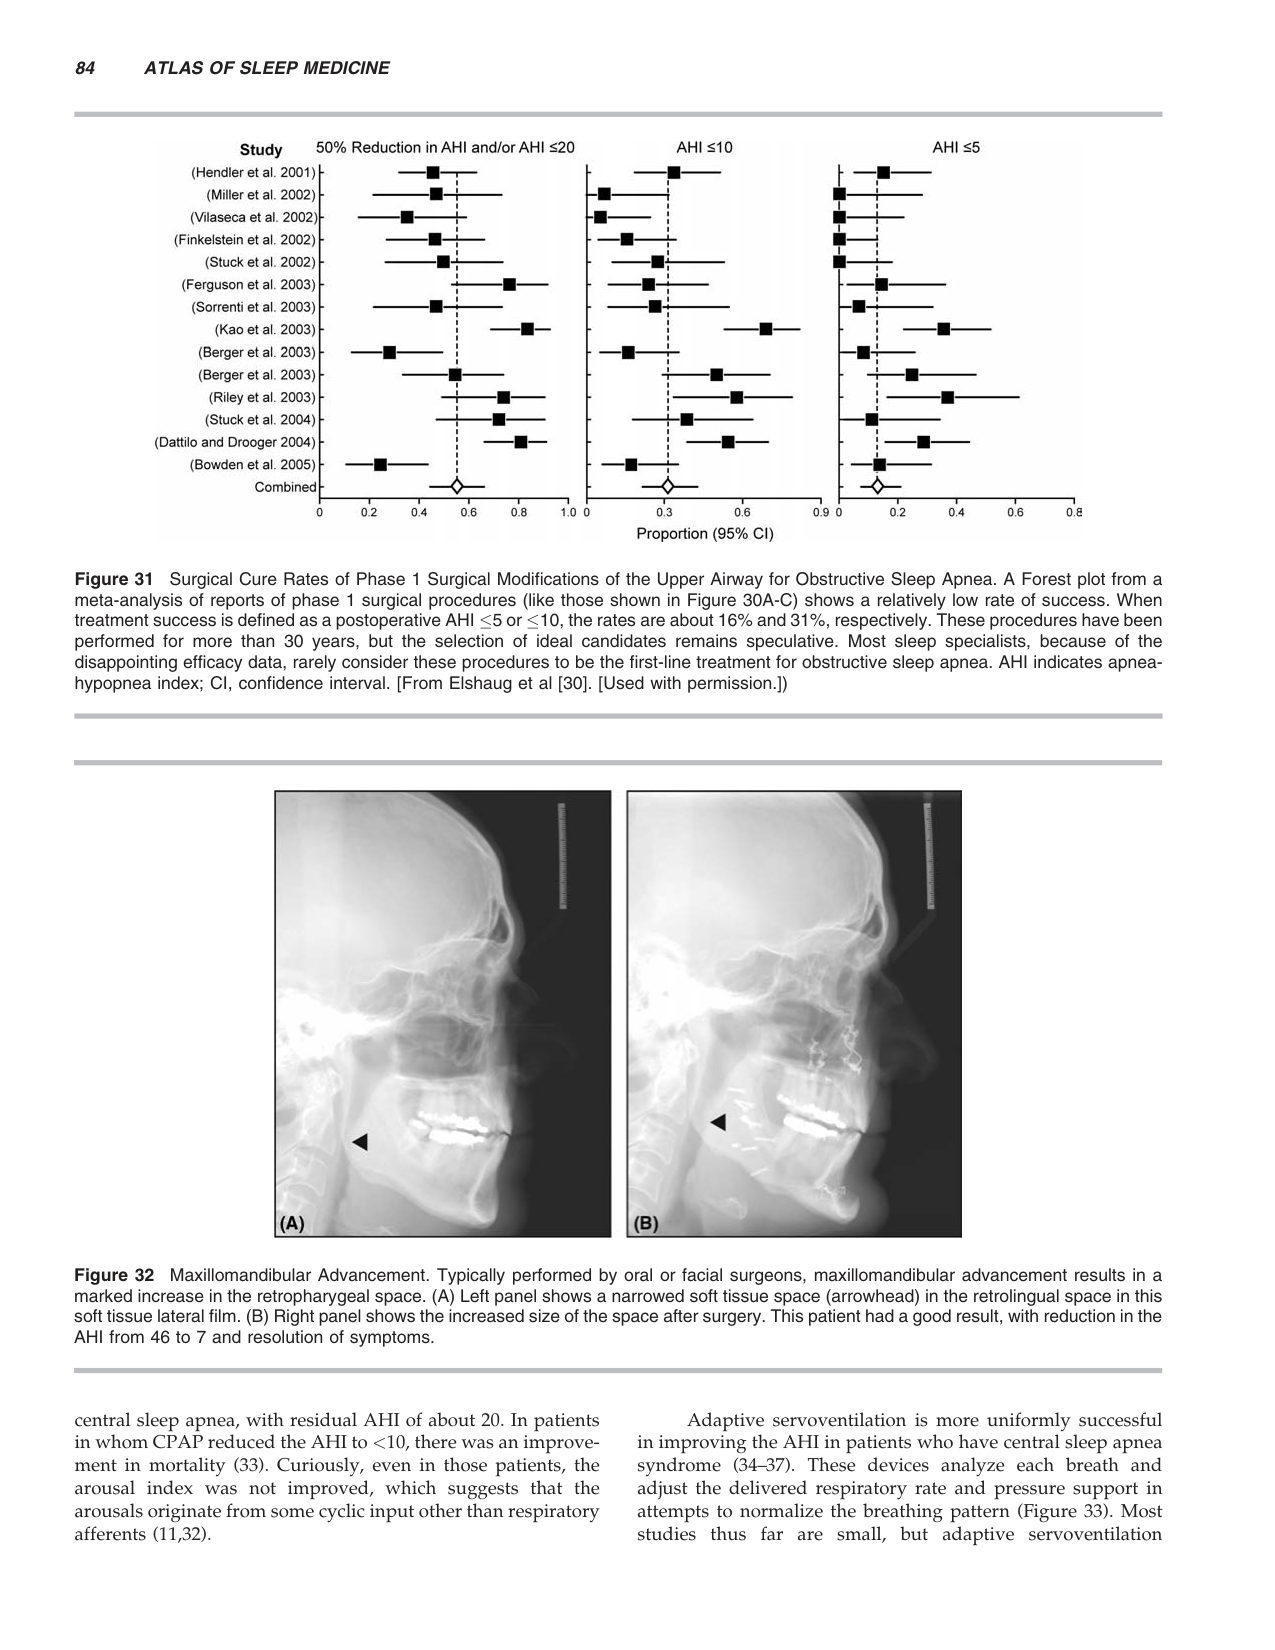 84 ATLAS OF SLEEP MEDICINE
Study 50% Reduction in AHI and/or AHI ≤20 AHI ≤10 AHI ≤5
(Hendler et al. 2001)
(Miller et al. 2002)
(Vilaseca et al. 2002)
(Finkelstein et al. 2002)
(Stuck et al. 2002)
(Ferguson et al. 2003)
(Sorrenti et al. 2003)
(Kao et al. 2003)
(Berger et al. 2003)
(Berger et al. 2003)
(Riley et al. 2003)
(Stuck et al. 2004)
(Dattilo and Drooger 2004)
(Bowden et al. 2005)
Combined
0 0.2 0.4 0.6 0.8 1.0 0 0.3 0.6 0.9 0 0.2 0.4 0.6 0.8
Proportion (95% CI)
Figure 31 Surgical Cure Rates of Phase 1 Surgical Modifications of the Upper Airway for Obstructive Sleep Apnea. A Forest plot from a
meta-analysis of reports of phase 1 surgical procedures (like those shown in Figure 30A-C) shows a relatively low rate of success. When
treatment success is defined as a postoperative AHI ≤5 or ≤10, the rates are about 16% and 31%, respectively. These procedures have been
performed for more than 30 years, but the selection of ideal candidates remains speculative. Most sleep specialists, because of the
disappointing efficacy data, rarely consider these procedures to be the first-line treatment for obstructive sleep apnea. AHI indicates apnea-
hypopnea index; CI, confidence interval. [From Elshaug et al [30]. [Used with permission.])
(A) (B)
Figure 32 Maxillomandibular Advancement. Typically performed by oral or facial surgeons, maxillomandibular advancement results in a
marked increase in the retropharygeal space. (A) Left panel shows a narrowed soft tissue space (arrowhead) in the retrolingual space in this
soft tissue lateral film. (B) Right panel shows the increased size of the space after surgery. This patient had a good result, with reduction in the
AHI from 46 to 7 and resolution of symptoms.
central sleep apnea, with residual AHI of about 20. In patients
in whom CPAP reduced the AHI to <10, there was an improve-
ment in mortality (33). Curiously, even in those patients, the
arousal index was not improved, which suggests that the
arousals originate from some cyclic input other than respiratory
afferents (11,32).
Adaptive servoventilation is more uniformly successful
in improving the AHI in patients who have central sleep apnea
syndrome (34–37). These devices analyze each breath and
adjust the delivered respiratory rate and pressure support in
attempts to normalize the breathing pattern (Figure 33). Most
studies thus far are small, but adaptive servoventilation